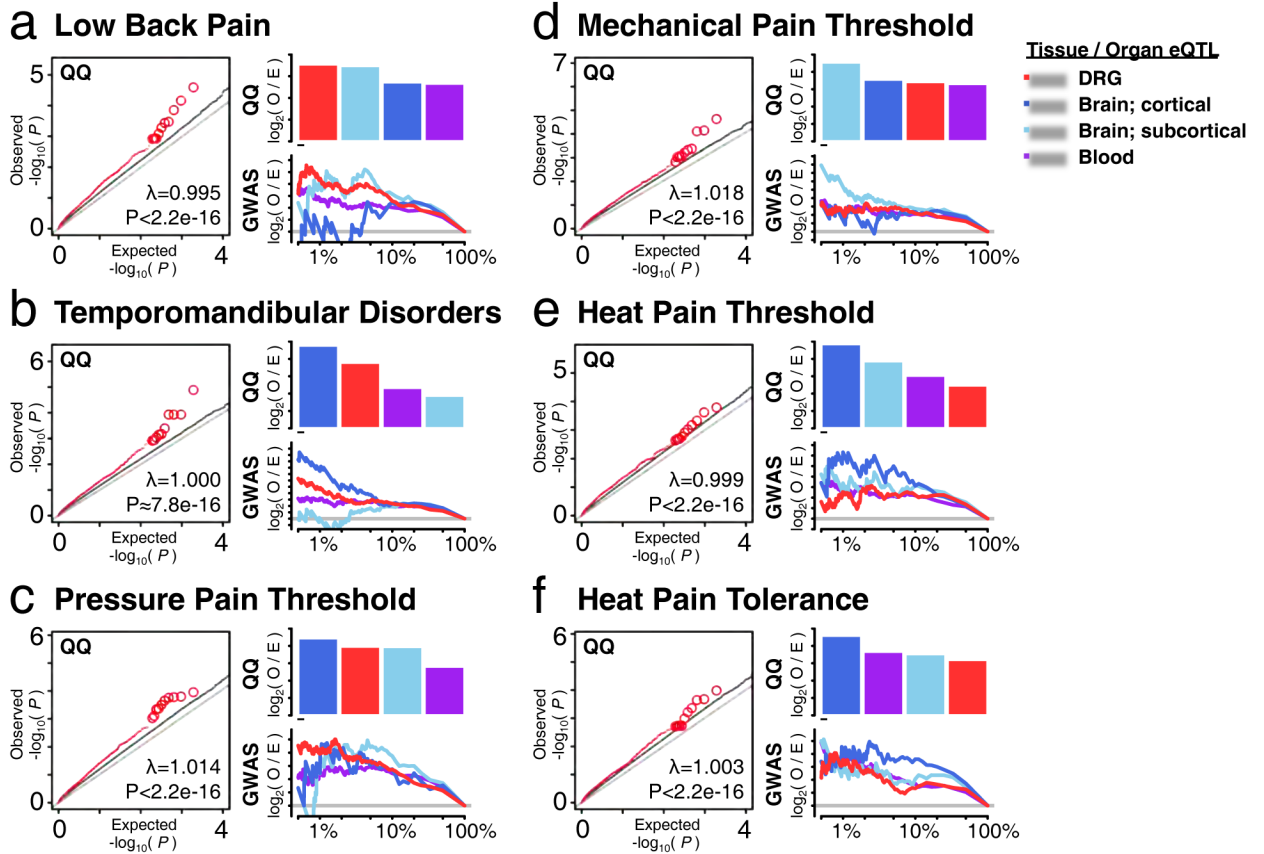 a Low Back Pain
QQ
5
0
Observed
-log10( P )
λ=0.995
P<2.2e-16
0 Expected 4
-log10( P )
QQ
log2( O / E )
GWAS
log2( O / E )
1% 10% 100%
b Temporomandibular Disorders
QQ
6
0
Observed
-log10( P )
λ=1.000
P≈7.8e-16
0 Expected 4
-log10( P )
QQ
log2( O / E )
GWAS
log2( O / E )
1% 10% 100%
c Pressure Pain Threshold
QQ
6
0
Observed
-log10( P )
λ=1.014
P<2.2e-16
0 Expected 4
-log10( P )
QQ
log2( O / E )
GWAS
log2( O / E )
1% 10% 100%
d Mechanical Pain Threshold
QQ
7
0
Observed
-log10( P )
λ=1.018
P<2.2e-16
0 Expected 4
-log10( P )
QQ
log2( O / E )
GWAS
log2( O / E )
1% 10% 100%
e Heat Pain Threshold
QQ
5
0
Observed
-log10( P )
λ=0.999
P<2.2e-16
0 Expected 4
-log10( P )
QQ
log2( O / E )
GWAS
log2( O / E )
1% 10% 100%
f Heat Pain Tolerance
QQ
6
0
Observed
-log10( P )
λ=1.003
P<2.2e-16
0 Expected 4
-log10( P )
QQ
log2( O / E )
GWAS
log2( O / E )
1% 10% 100%
Tissue / Organ eQTL
DRG
Brain; cortical
Brain; subcortical
Blood